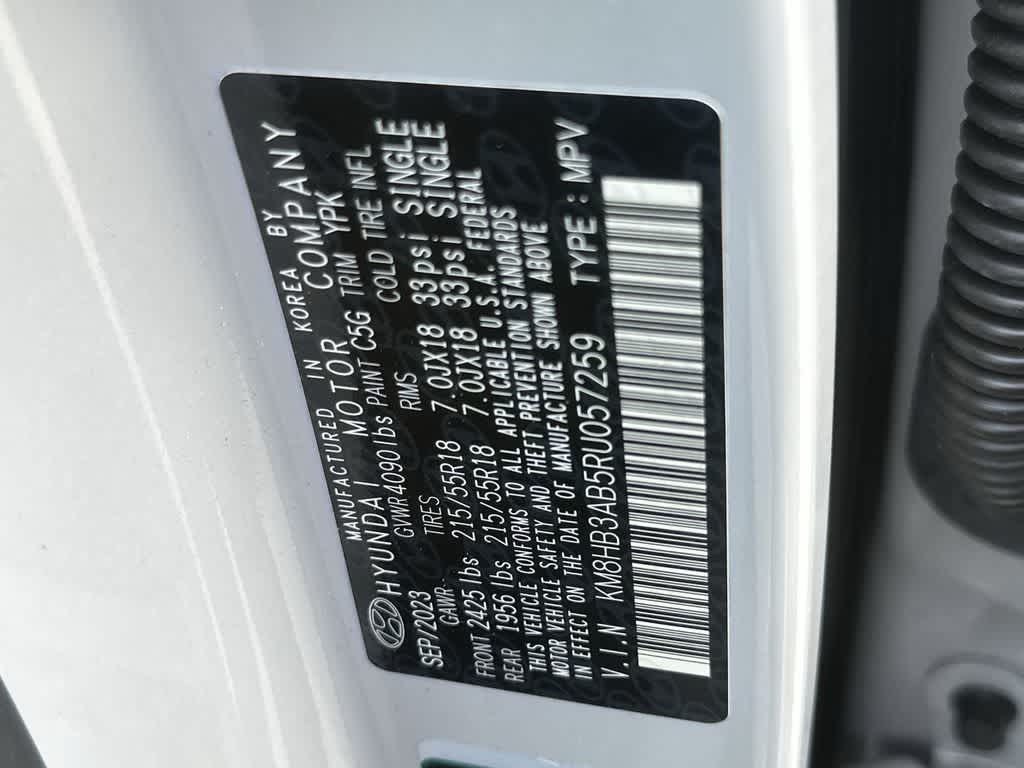 MANUFACTURED IN KOREA BY
HYUNDAI MOTOR COMPANY
SEP/2023 GVWR 4090lbs PAINT C5G TRIM YPK
GAWR TIRES RIMS COLD TIRE INFL
FRONT 2425 lbs 215/55R18 7.0JX18 33psi SINGLE
REAR 1956 lbs 215/55R18 7.0JX18 33psi SINGLE
THIS VEHICLE CONFORMS TO ALL APPLICABLE U.S.A. FEDERAL
MOTOR VEHICLE SAFETY AND THEFT PREVENTION STANDARDS
IN EFFECT ON THE DATE OF MANUFACTURE SHOWN ABOVE
V.I.N KM8HB3AB5RU057259 TYPE : MPV